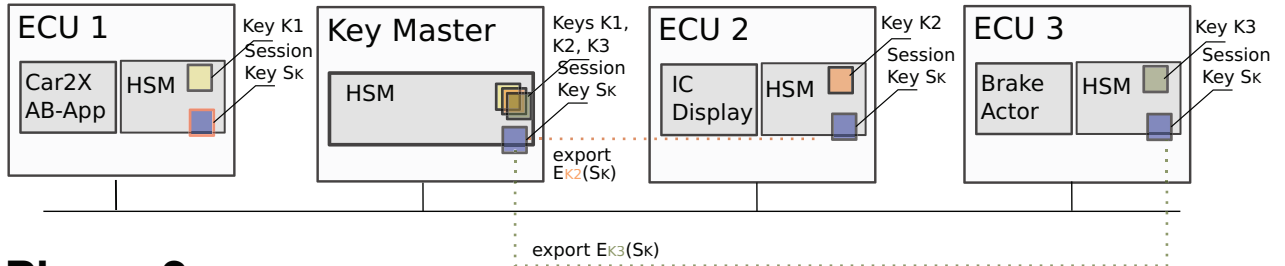 ECU 1
Key K1
Session
Key SK
Car2X
AB-App
HSM
Key Master
Keys K1,
K2, K3
Session
Key SK
HSM
export
EK2(SK)
ECU 2
Key K2
Session
Key SK
IC
Display
HSM
ECU 3
Key K3
Session
Key SK
Brake
Actor
HSM
export EK3(SK)